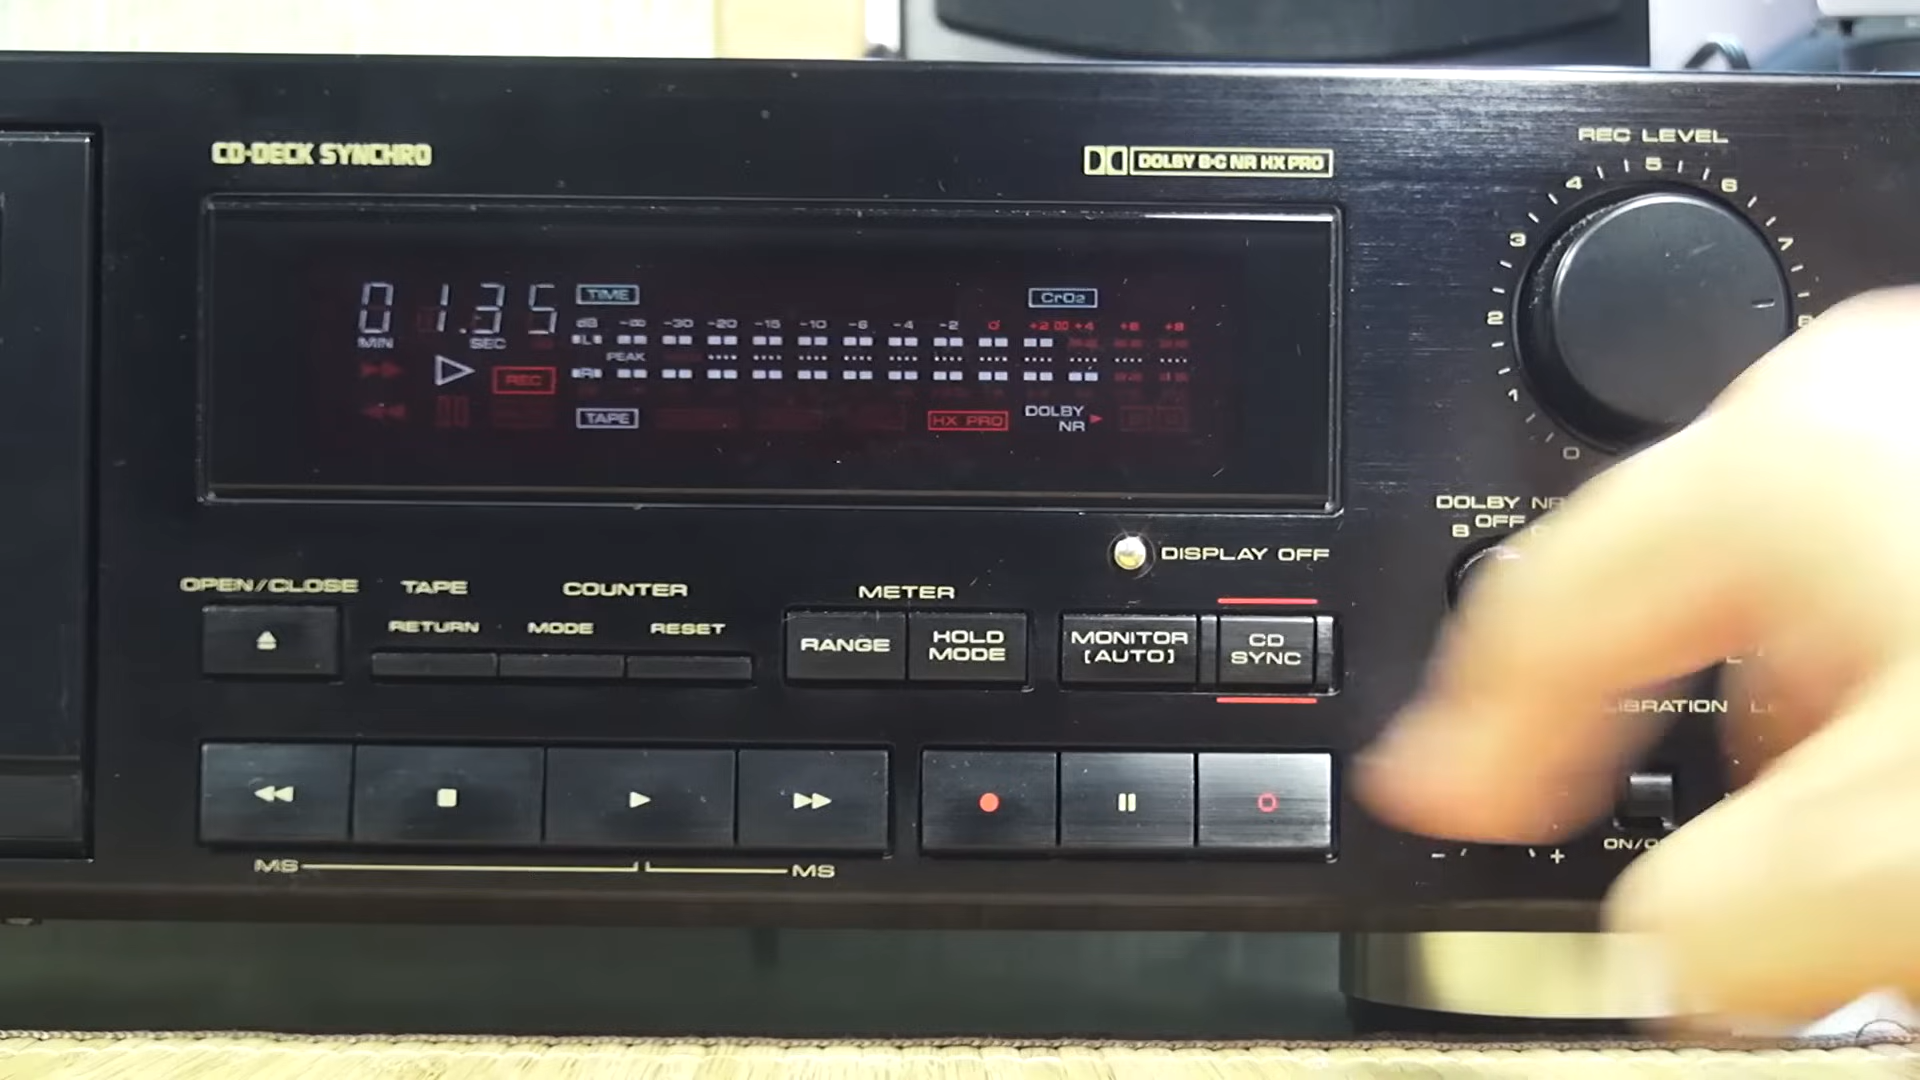 CD-DECK SYNCHRO
DOLBY B-C NR HX PRO
REC LEVEL
0 1 2 3 4 5 6 7
01.35
MIN SEC
TIME
CrO2
dB -∞ -30 -20 -15 -10 -6 -4 -2 0 +2 +4 +6 +8
L
PEAK
R
REC
TAPE
HX PRO
DOLBY NR
DOLBY NR
B OFF
DISPLAY OFF
OPEN/CLOSE
TAPE
RETURN
COUNTER
MODE RESET
METER
RANGE
HOLD MODE
MONITOR
[AUTO]
CD
SYNC
MS MS
- +